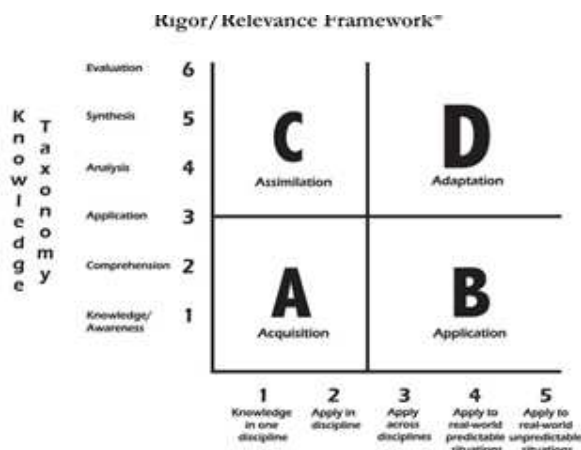 Rigor/Relevance Framework®
Knowledge
Taxonomy
Evaluation 6
Synthesis 5
Analysis 4
Application 3
Comprehension 2
Knowledge/
Awareness 1
C
Assimilation
D
Adaptation
A
Acquisition
B
Application
1
Knowledge
in one
discipline
2
Apply in
discipline
3
Apply
across
disciplines
4
Apply to
real-world
predictable
situations
5
Apply to
real-world
unpredictable
situations